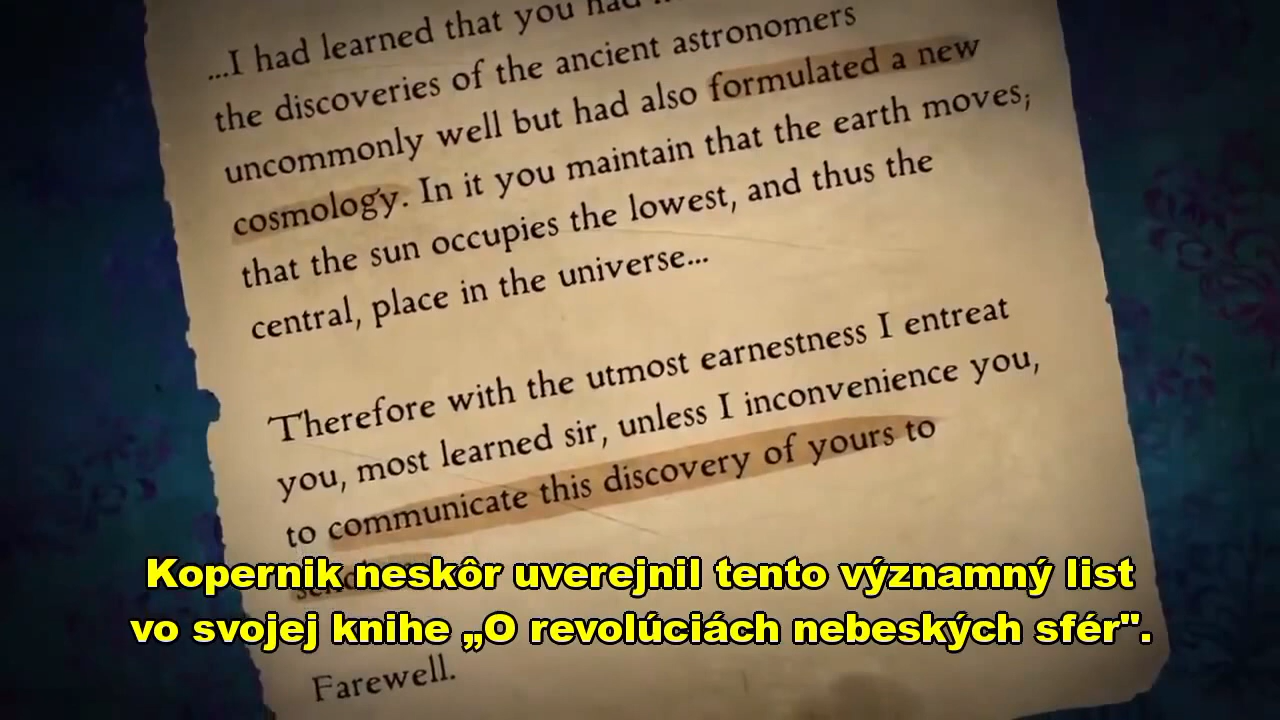 ...I had learned that you had
the discoveries of the ancient astronomers
uncommonly well but had also formulated a new
cosmology. In it you maintain that the earth moves;
that the sun occupies the lowest, and thus the
central, place in the universe...
Therefore with the utmost earnestness I entreat
you, most learned sir, unless I inconvenience you,
to communicate this discovery of yours to
Kopernik neskôr uverejnil tento významný list
vo svojej knihe „O revolúciách nebeských sfér".
Farewell.